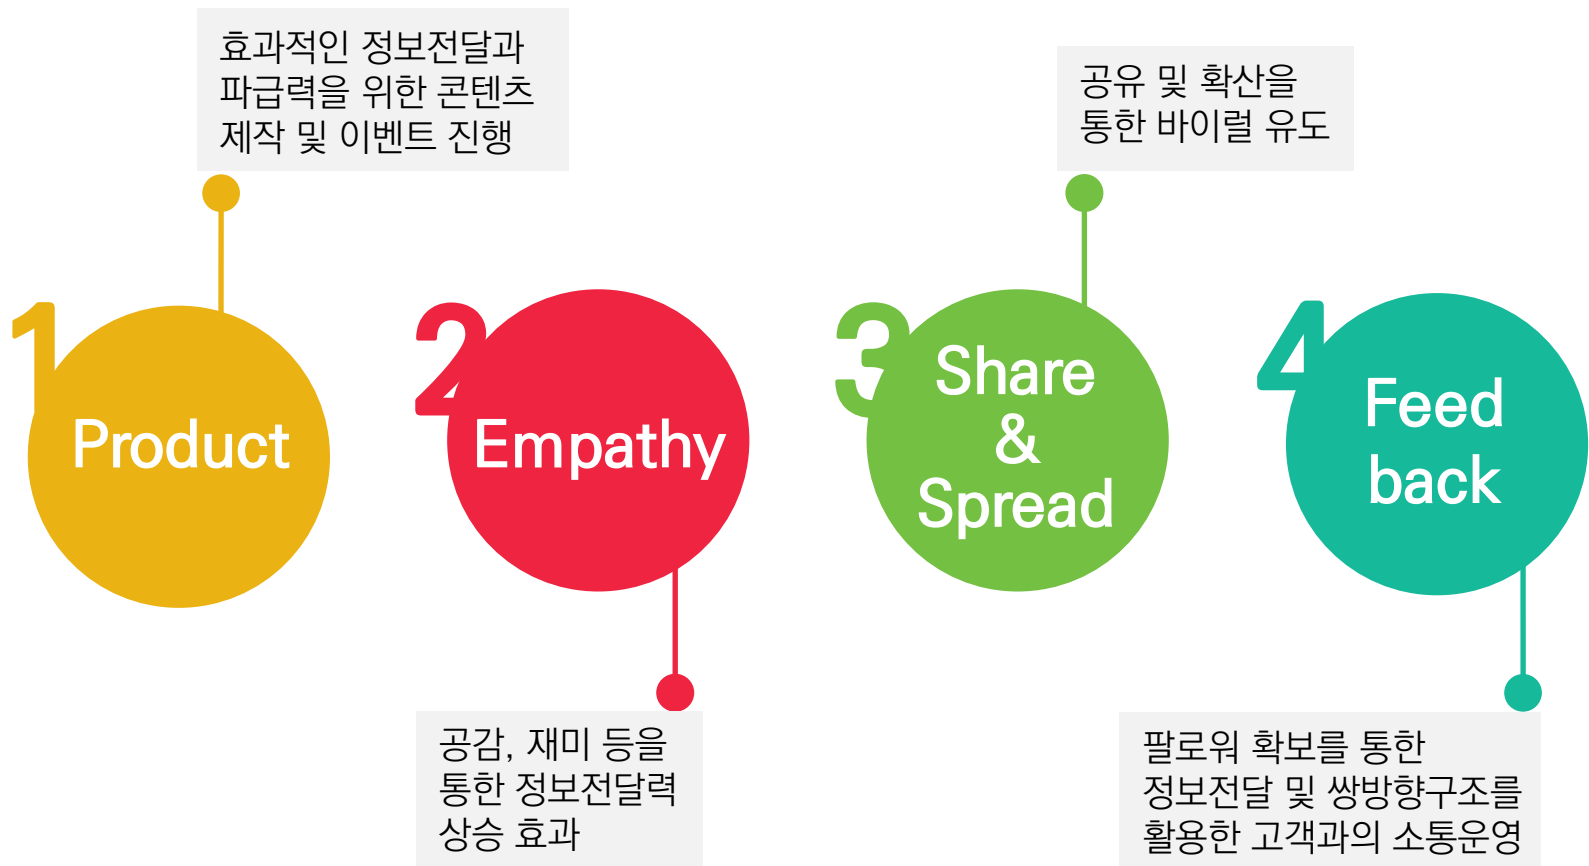 효과적인 정보전달과
파급력을 위한 콘텐츠
제작 및 이벤트 진행
1
Product
2
Empathy
공감, 재미 등을
통한 정보전달력
상승 효과
공유 및 확산을
통한 바이럴 유도
3
Share
&
Spread
4
Feed
back
팔로워 확보를 통한
정보전달 및 쌍방향구조를
활용한 고객과의 소통운영